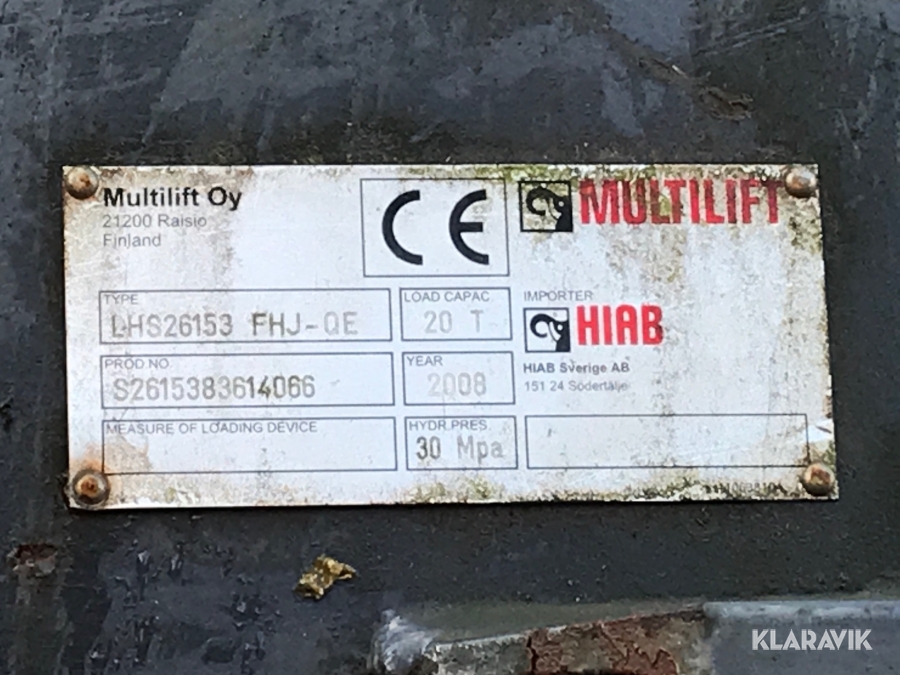 Multilift Oy
21200 Raisio
Finland
CE
MULTILIFT
TYPE
LHS26153 FHJ-QE
LOAD CAPAC
20 T
IMPORTER
HIAB
HIAB Sverige AB
151 24 Södertälje
PROD.NO.
S2615383614066
YEAR
2008
MEASURE OF LOADING DEVICE
HYDR.PRES.
30 Mpa
KLARAVIK